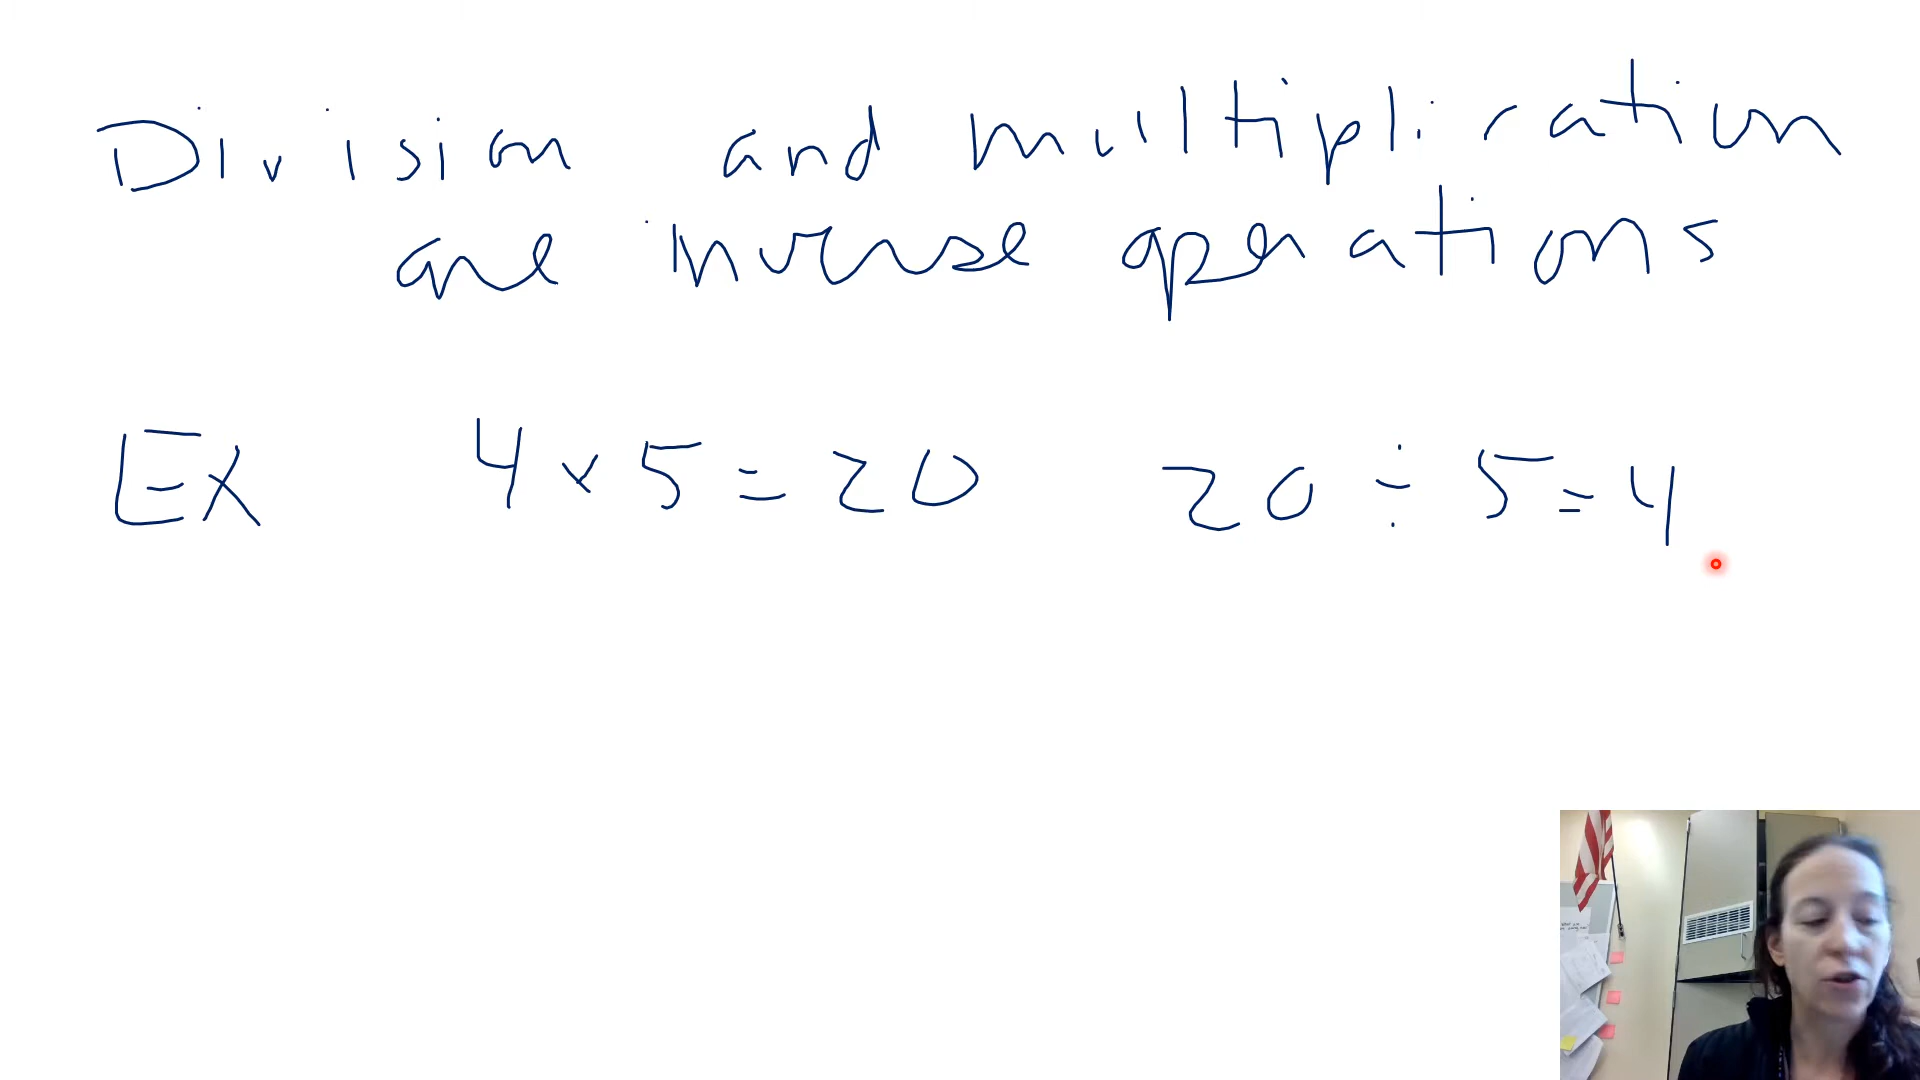 Division and multiplication
are inverse operations
Ex 4 x 5 = 20 20 ÷ 5 = 4